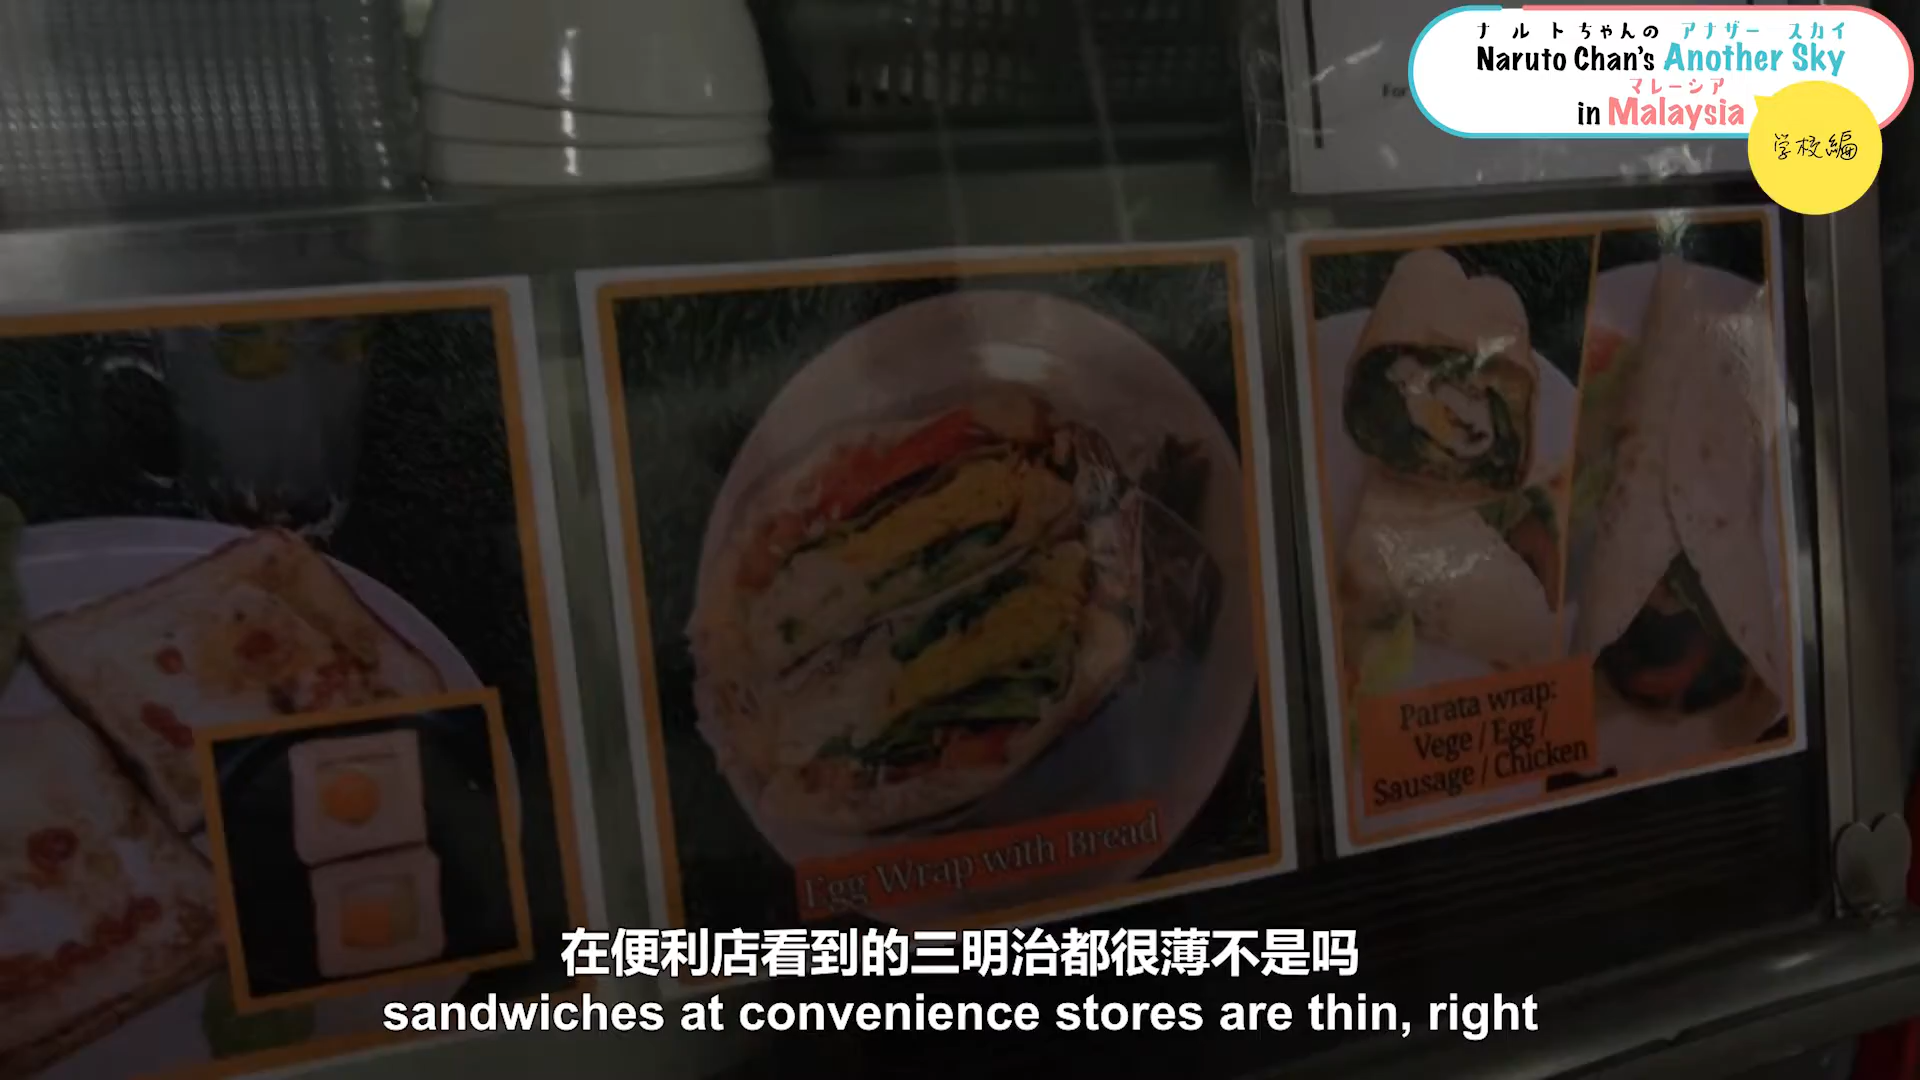 ナルトちゃんの アナザー スカイ
Naruto Chan's Another Sky
マレーシア
in Malaysia
学校編
Parata wrap:
Vege / Egg /
Sausage / Chicken
Egg Wrap with Bread
在便利店看到的三明治都很薄不是吗
sandwiches at convenience stores are thin, right